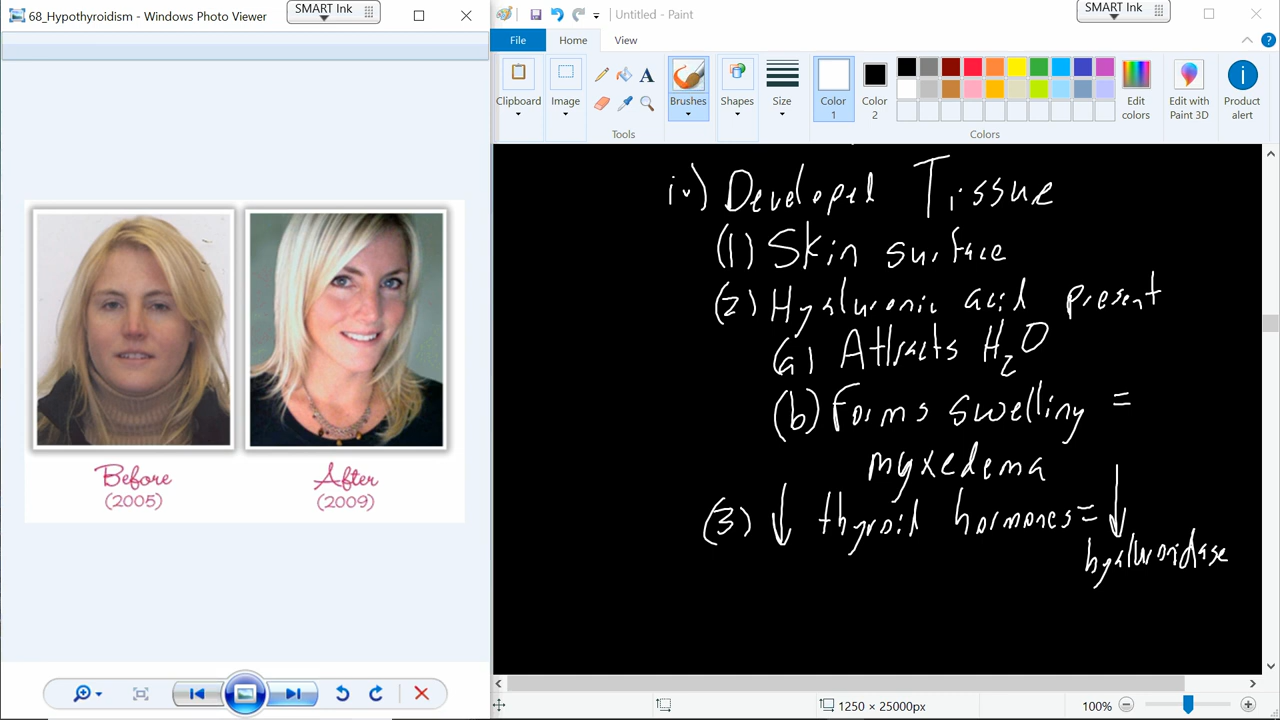 68_Hypothyroidism - Windows Photo Viewer
SMART Ink
Before
(2005)
After
(2009)
Untitled - Paint
SMART Ink
File
Home
View
Clipboard
Image
Tools
Brushes
Shapes
Size
Color 1
Color 2
Colors
Edit colors
Edit with Paint 3D
Product alert
iv) Developed Tissue
(1) Skin surface
(2) Hyaluronic acid present
(a) Attracts H₂O
(b) Forms swelling =
myxedema
(3) ↓ thyroid hormones = ↓
hyaluronidase
1250 × 25000px
100%